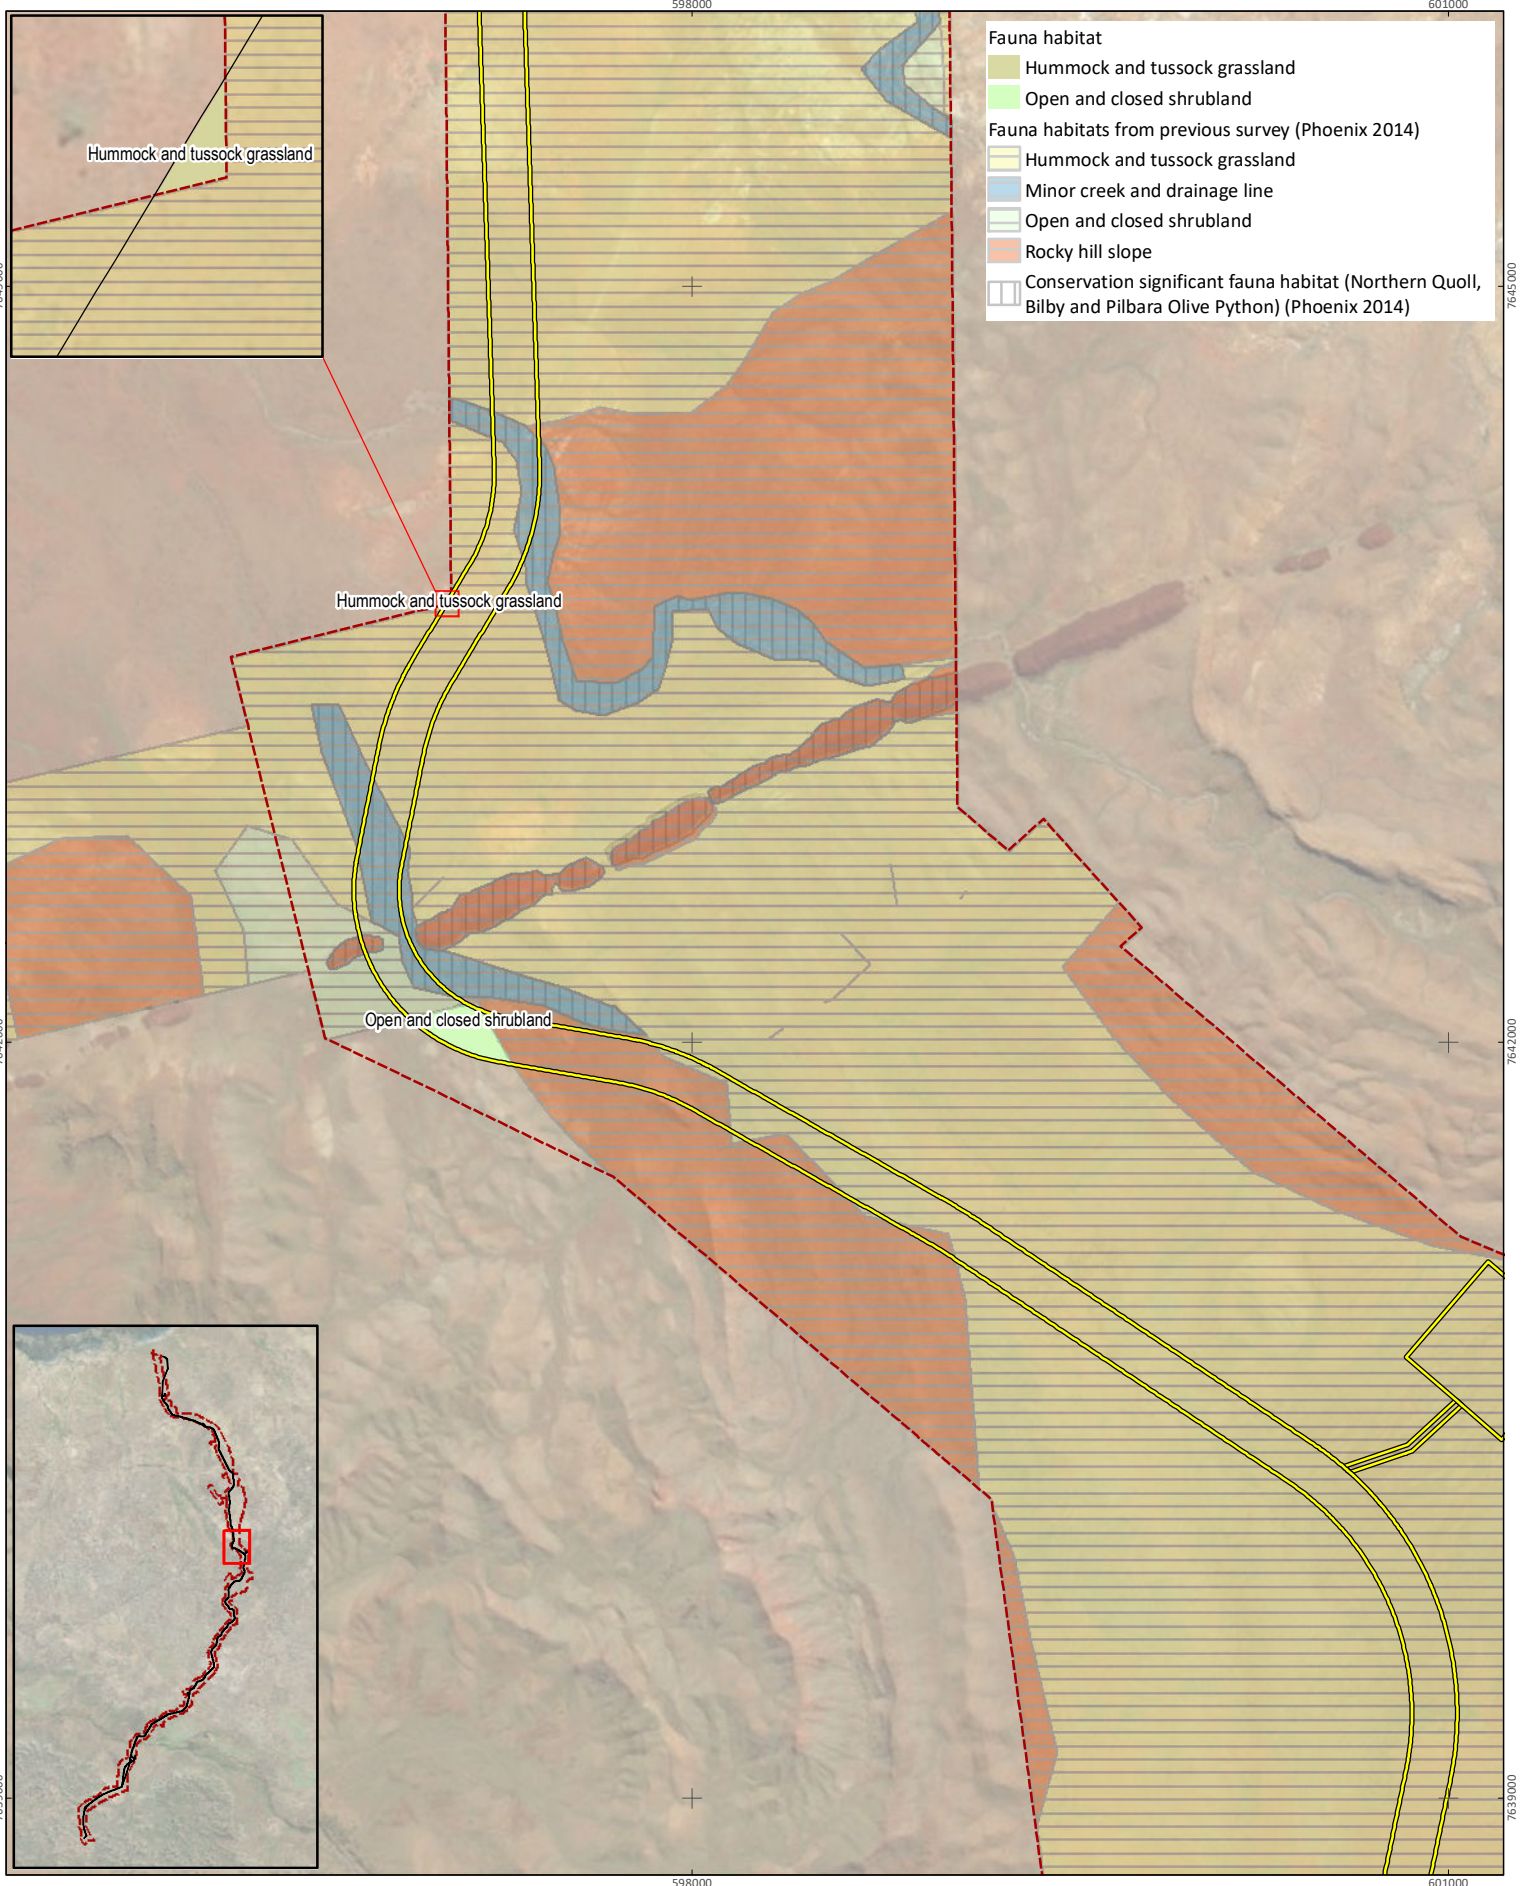 598000
601000
Fauna habitat
Hummock and tussock grassland
Open and closed shrubland
Fauna habitats from previous survey (Phoenix 2014)
Hummock and tussock grassland
Minor creek and drainage line
Open and closed shrubland
Rocky hill slope
Conservation significant fauna habitat (Northern Quoll,
Bilby and Pilbara Olive Python) (Phoenix 2014)
Hummock and tussock grassland
7645000
Hummock and tussock grassland
Open and closed shrubland
7642000
7639000
598000
601000